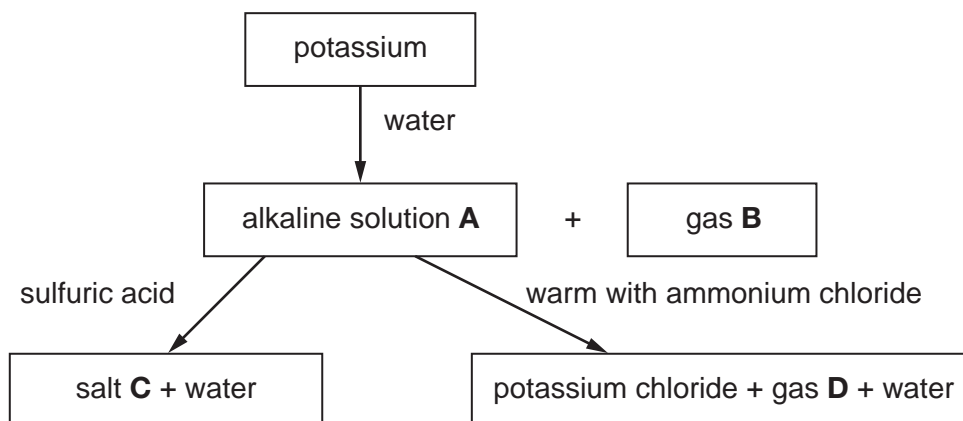 potassium
water
alkaline solution A + gas B
sulfuric acid
warm with ammonium chloride
salt C + water
potassium chloride + gas D + water